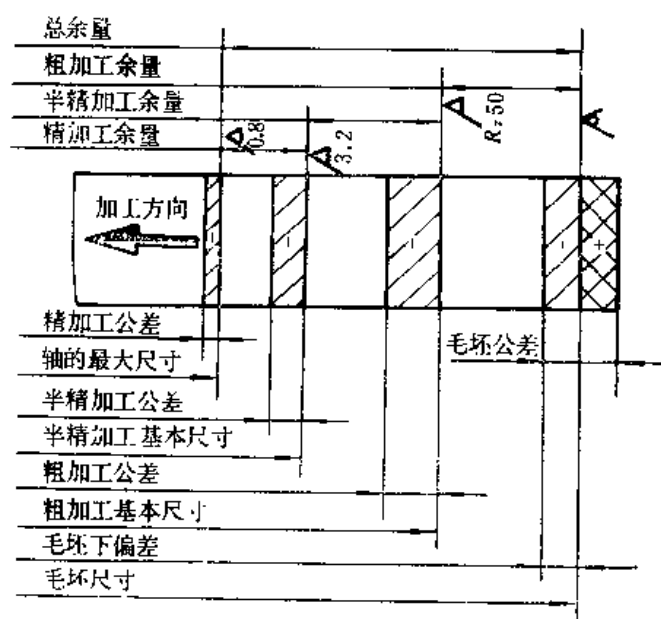 总余量
粗加工余量
半精加工余量
精加工余量
0.8
3.2
Rz50
加工方向
- - - - +
精加工公差
毛坯公差
轴的最大尺寸
半精加工公差
半精加工基本尺寸
粗加工公差
粗加工基本尺寸
毛坯下偏差
毛坯尺寸